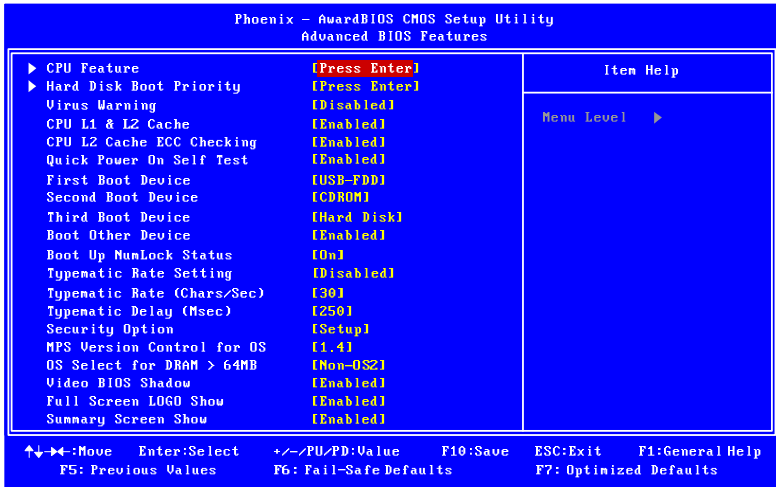 Phoenix - AwardBIOS CMOS Setup Utility
Advanced BIOS Features
CPU Feature [Press Enter]
Hard Disk Boot Priority [Press Enter]
Virus Warning [Disabled]
CPU L1 & L2 Cache [Enabled]
CPU L2 Cache ECC Checking [Enabled]
Quick Power On Self Test [Enabled]
First Boot Device [USB-FDD]
Second Boot Device [CDROM]
Third Boot Device [Hard Disk]
Boot Other Device [Enabled]
Boot Up NumLock Status [On]
Typematic Rate Setting [Disabled]
Typematic Rate (Chars/Sec) [30]
Typematic Delay (Msec) [250]
Security Option [Setup]
MPS Version Control for OS [1.4]
OS Select for DRAM > 64MB [Non-OS2]
Video BIOS Shadow [Enabled]
Full Screen LOGO Show [Enabled]
Summary Screen Show [Enabled]
Item Help
Menu Level
↑↓→←:Move Enter:Select +/-/PU/PD:Value F10:Save ESC:Exit F1:General Help
F5: Previous Values F6: Fail-Safe Defaults F7: Optimized Defaults